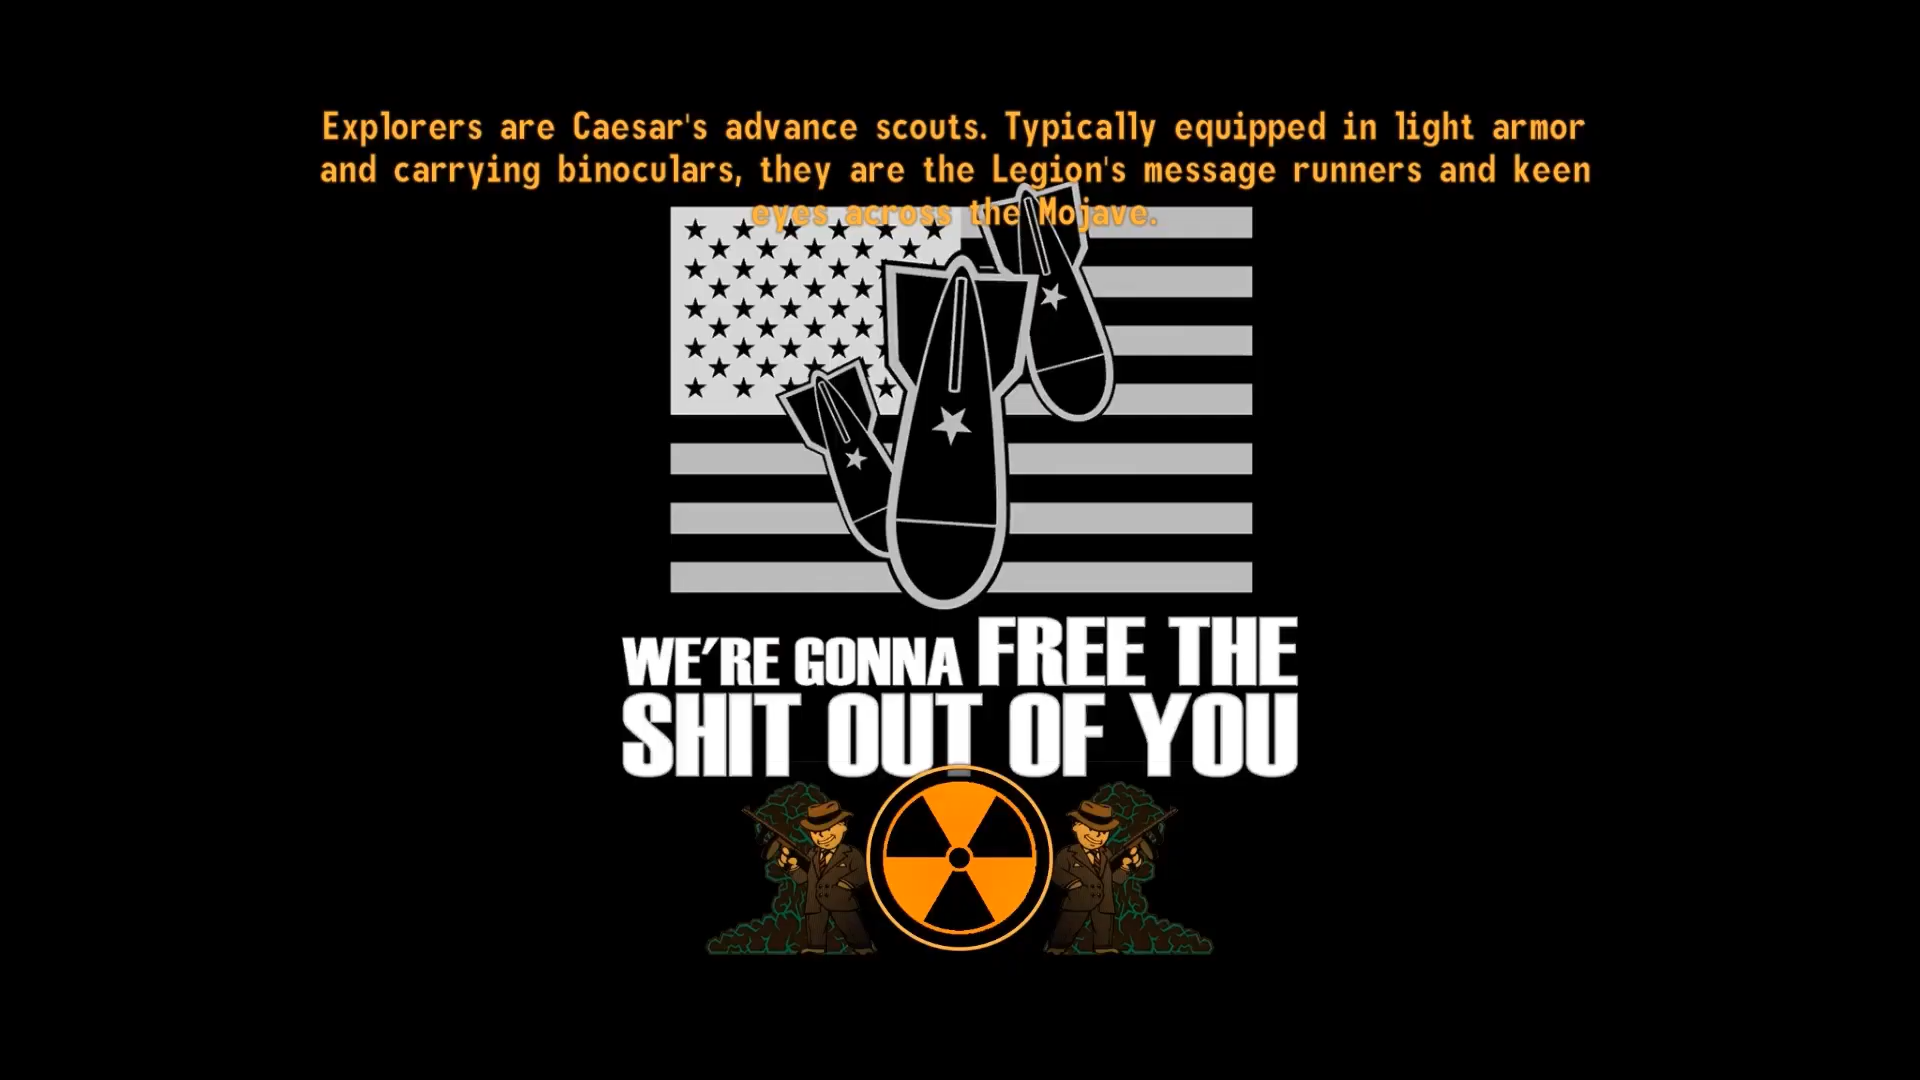 Explorers are Caesar's advance scouts. Typically equipped in light armor
and carrying binoculars, they are the Legion's message runners and keen
eyes across the Mojave.
WE'RE GONNA FREE THE
SHIT OUT OF YOU